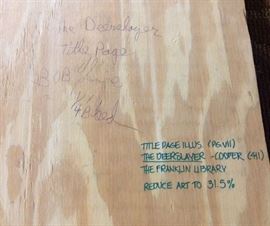 The Deerslayer
Title Page
TITLE PAGE ILLUS. (PG. VII)
THE DEERSLAYER - COOPER (941)
THE FRANKLIN LIBRARY
REDUCE ART TO 31.5%